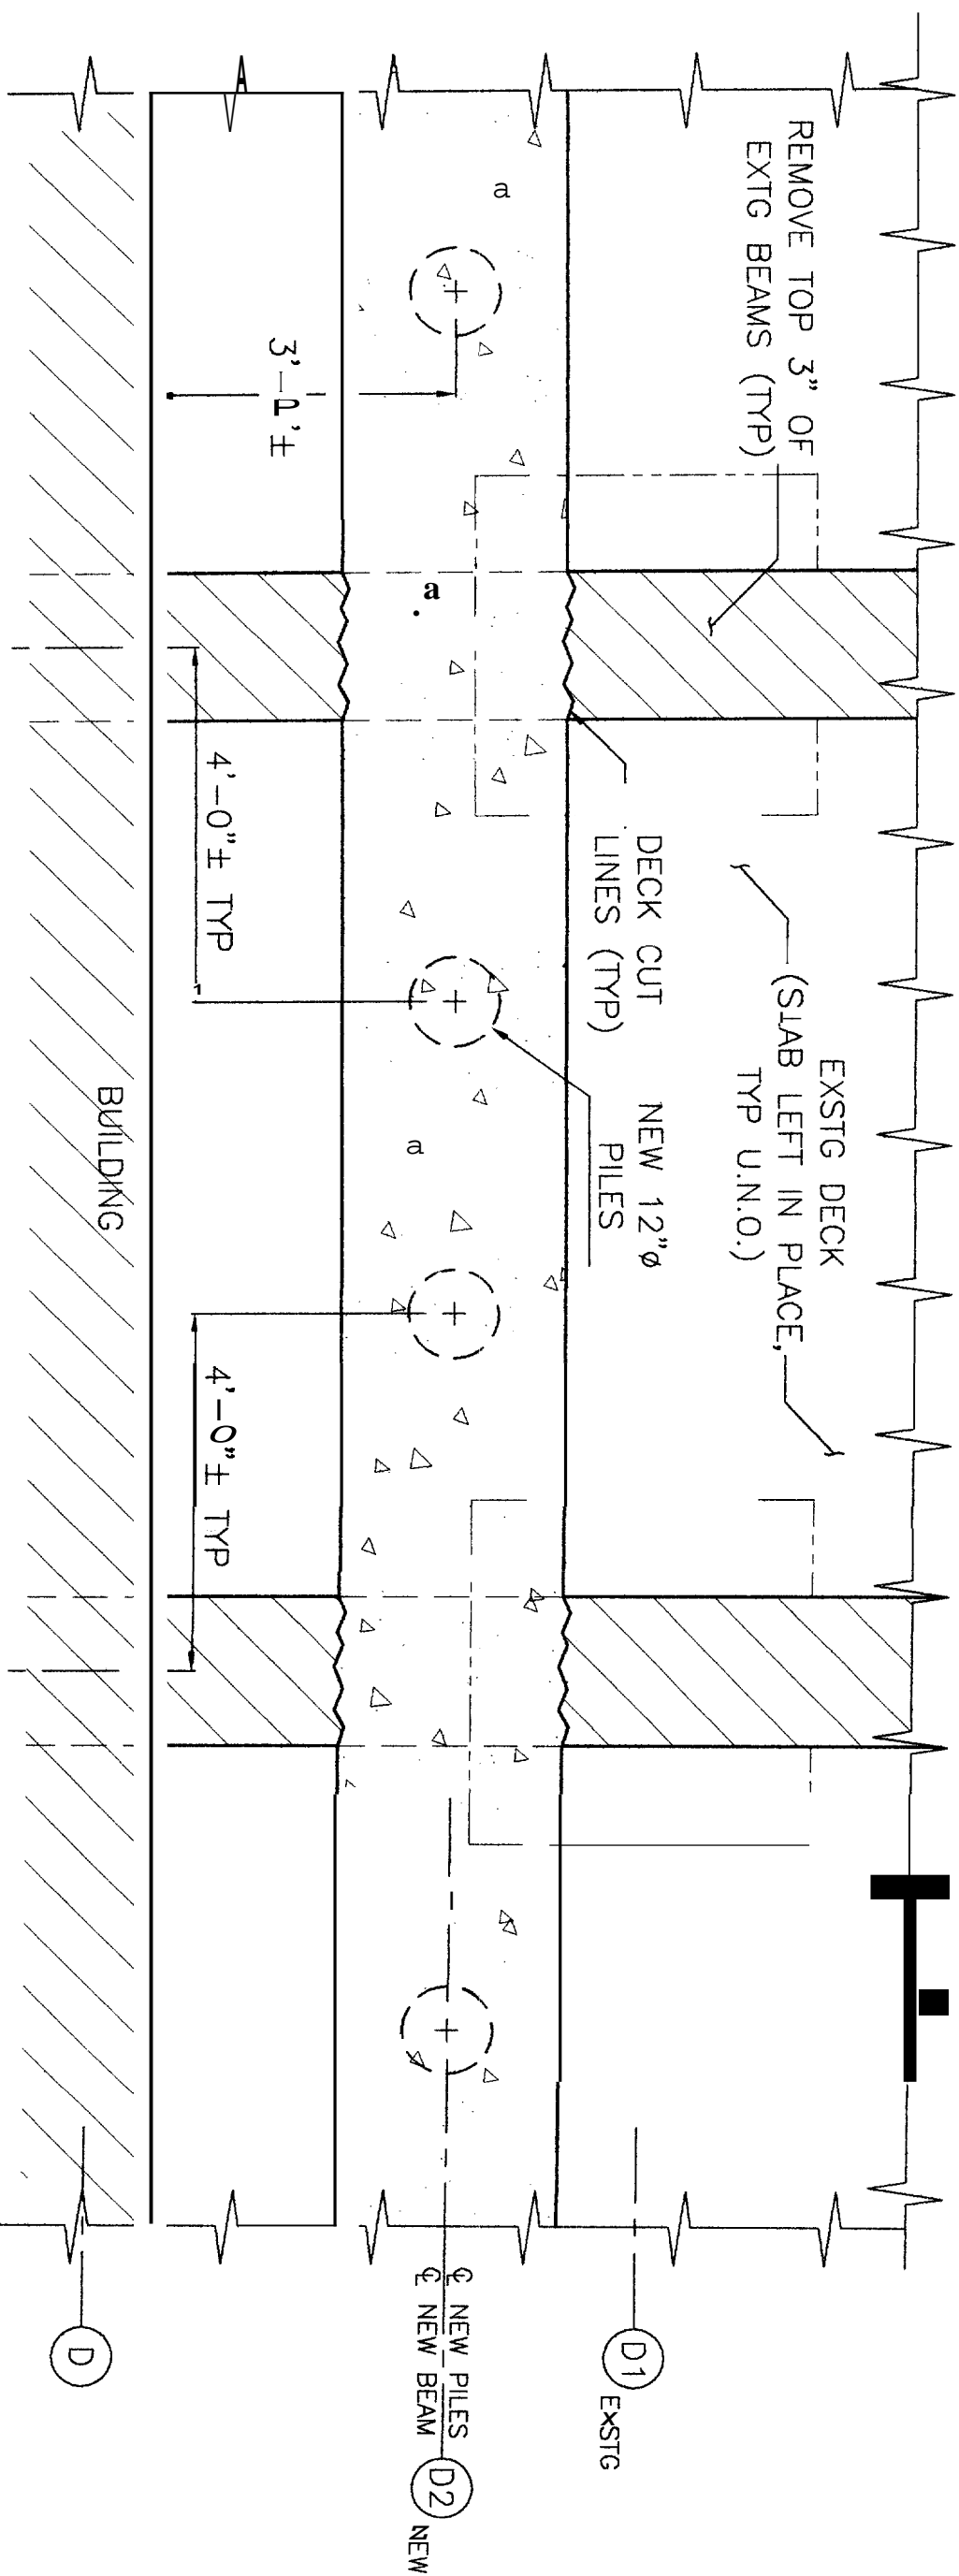 REMOVE TOP 3" OF
EXTG BEAMS (TYP)
a
3'-
±
a
4'-0"± TYP
DECK CUT
LINES (TYP)
EXSTG DECK
(SLAB LEFT IN PLACE,
TYP U.N.O.)
NEW 12"ø
PILES
a
BUILDING
4'-0"± TYP
D1
EXSTG
℄ NEW PILES
℄ NEW BEAM
D2
NEW
D